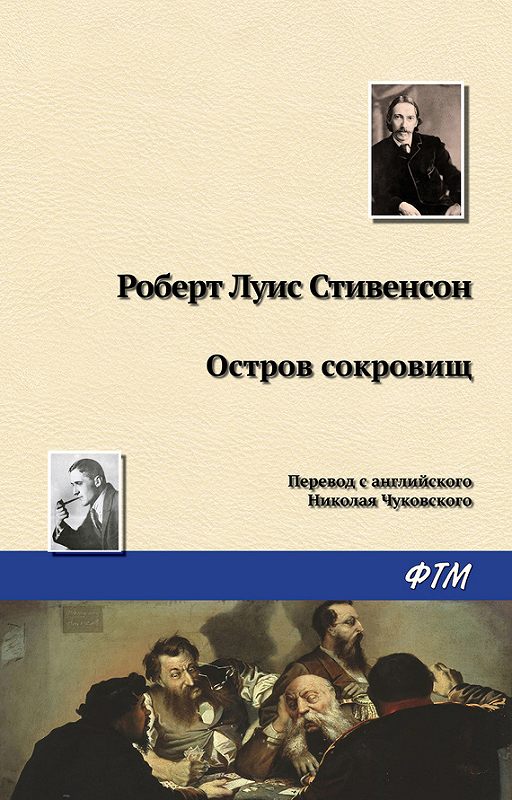 Роберт Луис Стивенсон
Остров сокровищ
Перевод с английского
Николая Чуковского
ФТМ